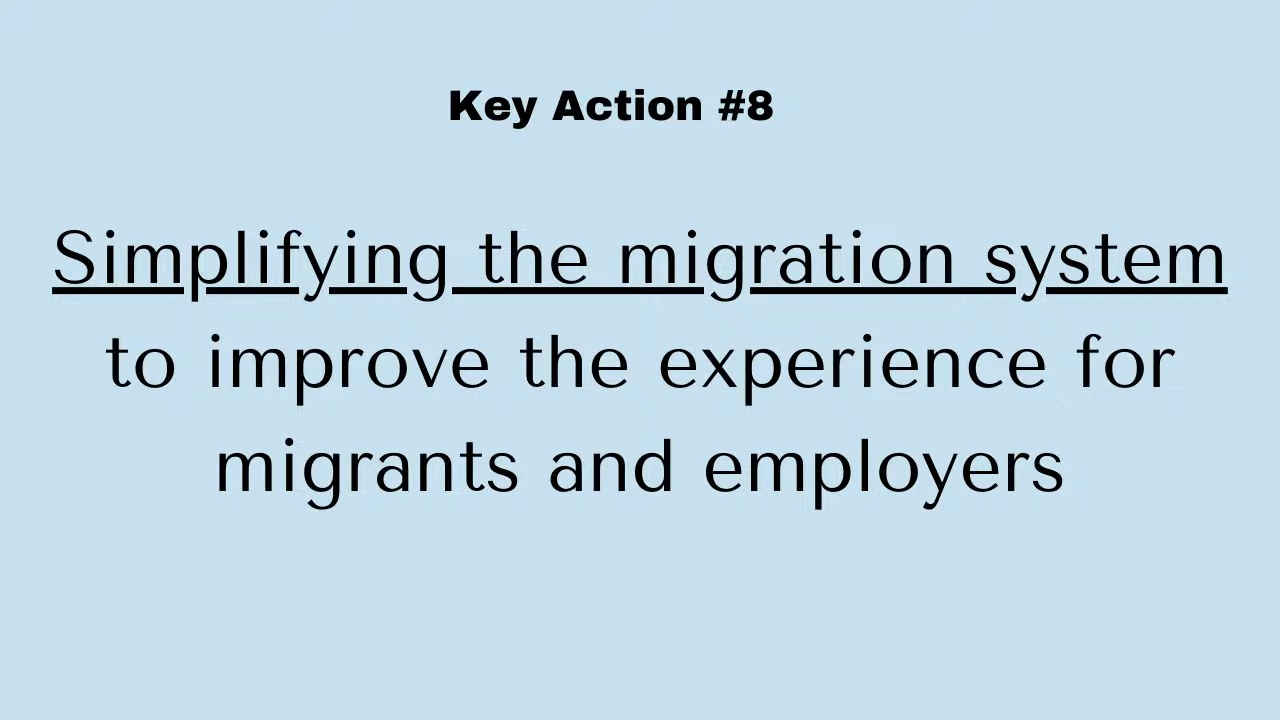 Key Action #8
Simplifying the migration system
to improve the experience for
migrants and employers